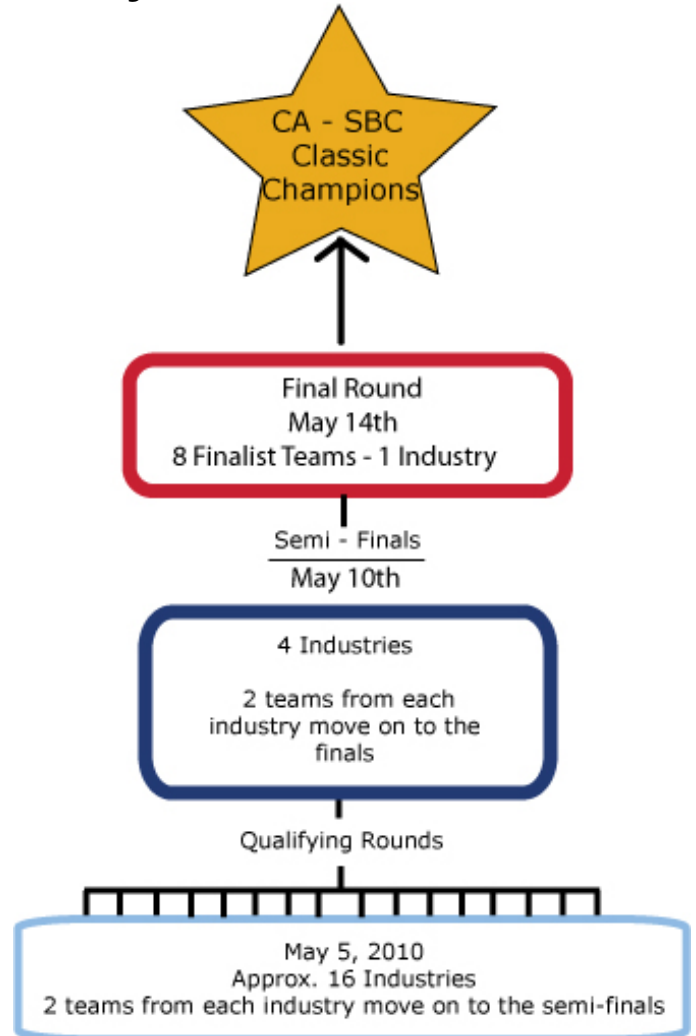 CA - SBC
Classic
Champions
Final Round
May 14th
8 Finalist Teams - 1 Industry
Semi - Finals
May 10th
4 Industries
2 teams from each
industry move on to the
finals
Qualifying Rounds
May 5, 2010
Approx. 16 Industries
2 teams from each industry move on to the semi-finals